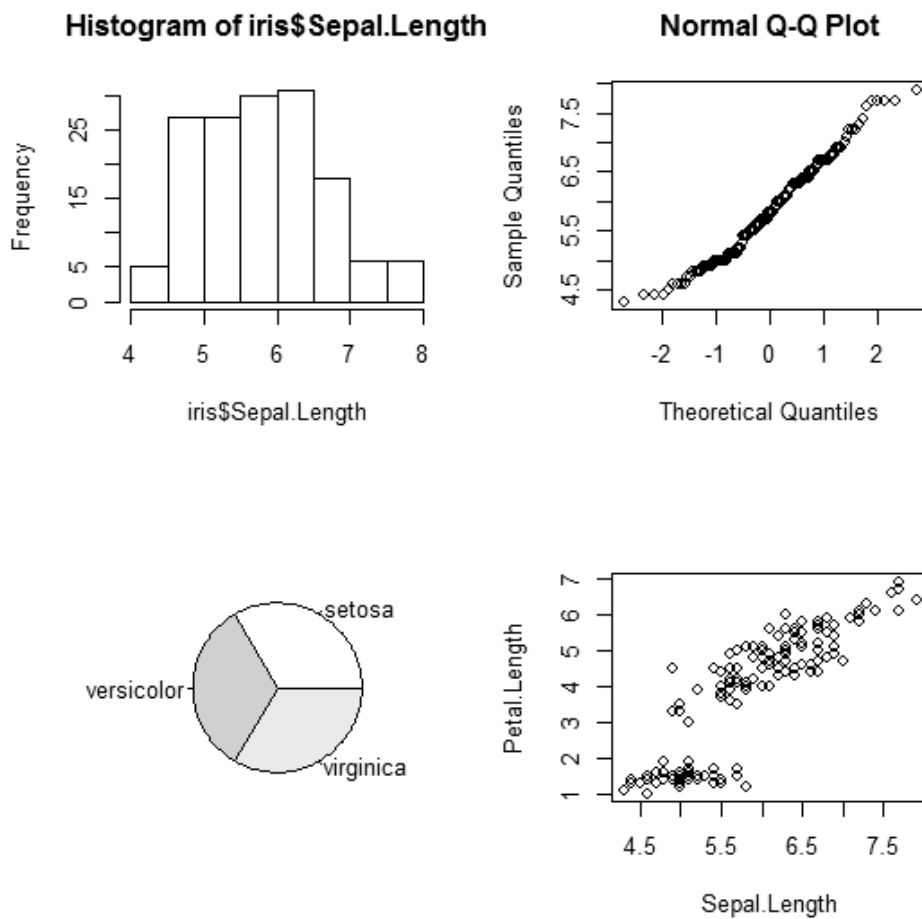 Histogram of iris$Sepal.Length
Frequency
0 5 15 25
4 5 6 7 8
iris$Sepal.Length
Normal Q-Q Plot
Sample Quantiles
4.5 5.5 6.5 7.5
-2 -1 0 1 2
Theoretical Quantiles
setosa
versicolor
virginica
Petal.Length
1 2 3 4 5 6 7
4.5 5.5 6.5 7.5
Sepal.Length